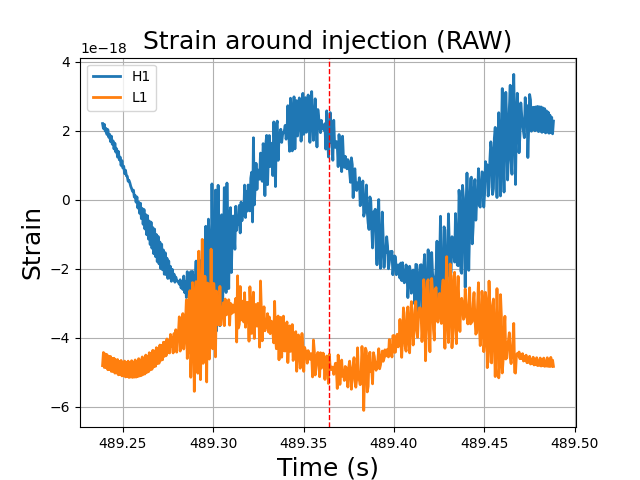 Strain around injection (RAW)
1e−18
H1
L1
4
2
0
−2
−4
−6
Strain
489.25 489.30 489.35 489.40 489.45 489.50
Time (s)